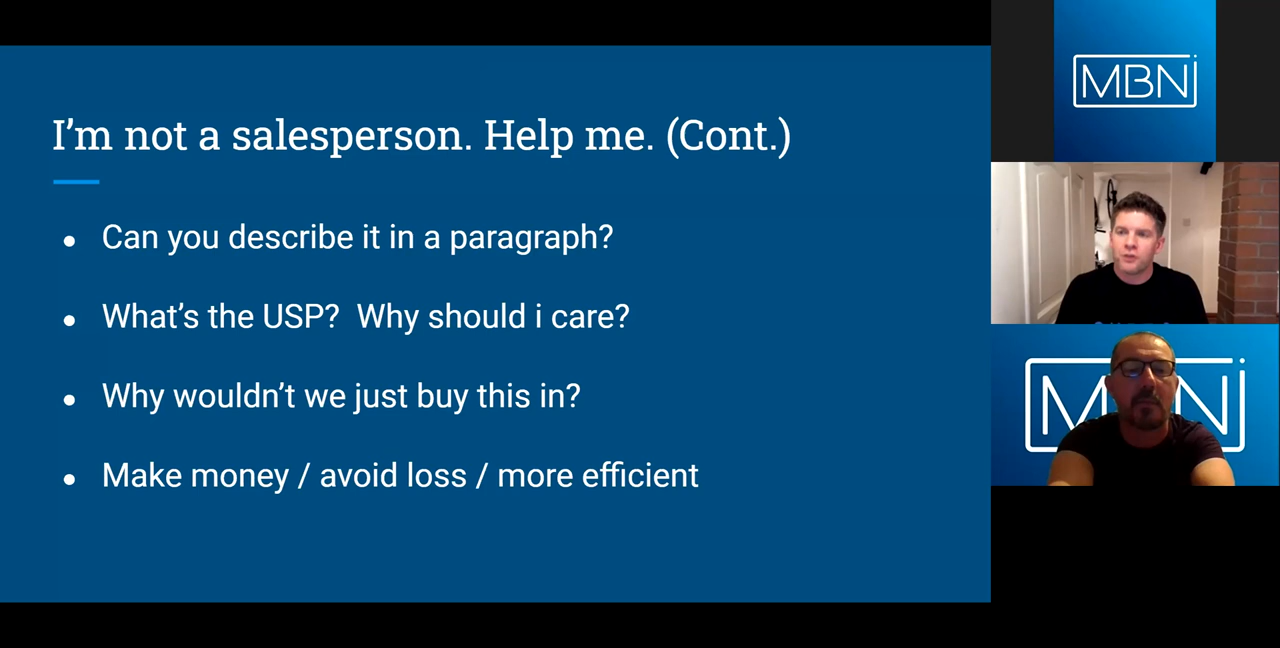 I'm not a salesperson. Help me. (Cont.)
Can you describe it in a paragraph?
What's the USP?  Why should i care?
Why wouldn't we just buy this in?
Make money / avoid loss / more efficient
MBN
MBN